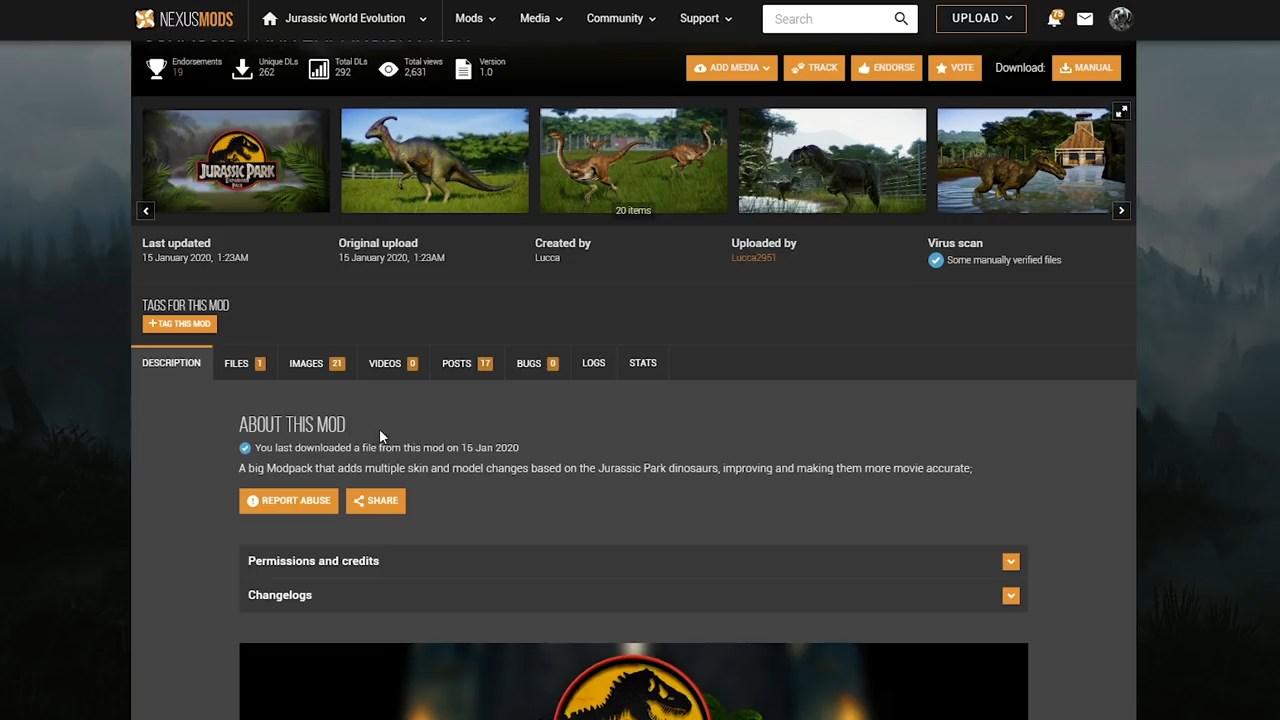 NEXUSMODS
Jurassic World Evolution
Mods
Media
Community
Support
Search
UPLOAD
75
Endorsements
19
Unique DLs
262
Total DLs
292
Total views
2,631
Version
1.0
ADD MEDIA
TRACK
ENDORSE
VOTE
Download:
MANUAL
JURASSIC PARK
20 items
Last updated
15 January 2020, 1:23AM
Original upload
15 January 2020, 1:23AM
Created by
Lucca
Uploaded by
Lucca2951
Virus scan
Some manually verified files
TAGS FOR THIS MOD
+ TAG THIS MOD
DESCRIPTION
FILES 1
IMAGES 21
VIDEOS 0
POSTS 17
BUGS 0
LOGS
STATS
ABOUT THIS MOD
You last downloaded a file from this mod on 15 Jan 2020
A big Modpack that adds multiple skin and model changes based on the Jurassic Park dinosaurs, improving and making them more movie accurate;
REPORT ABUSE
SHARE
Permissions and credits
Changelogs